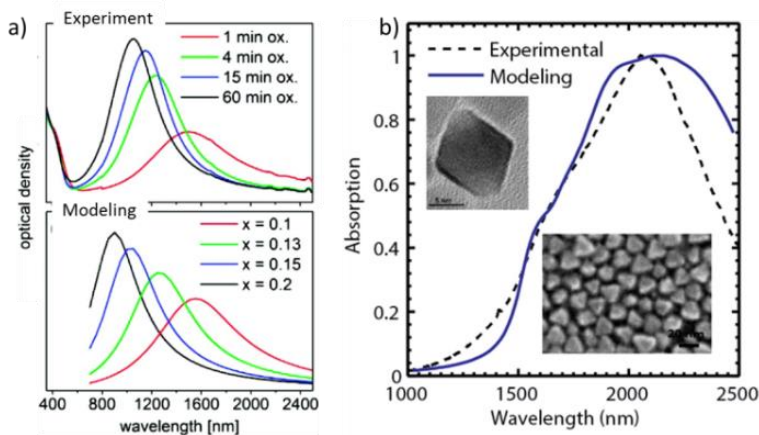 a)
Experiment
1 min ox.
4 min ox.
15 min ox.
60 min ox.
optical density
Modeling
x = 0.1
x = 0.13
x = 0.15
x = 0.2
400 800 1200 1600 2000 2400
wavelength [nm]
b)
Experimental
Modeling
1
0.8
0.6
0.4
0.2
0
Absorption
5 nm
1000 1500 2000 2500
Wavelength (nm)